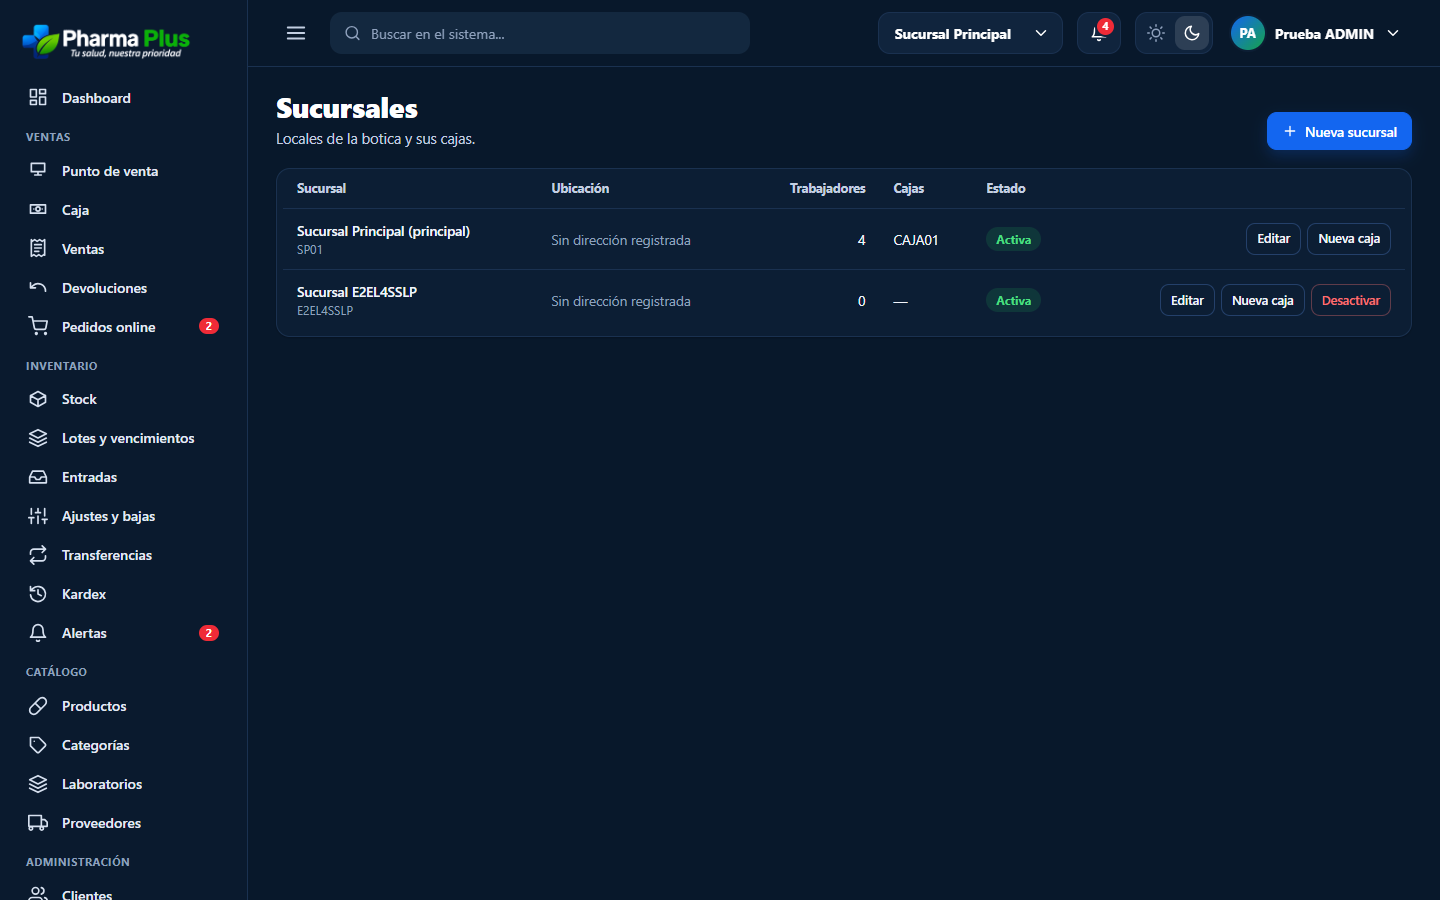 Pharma Plus
Tu salud, nuestra prioridad
Buscar en el sistema...
Sucursal Principal
4
PA
Prueba ADMIN
Dashboard
VENTAS
Punto de venta
Caja
Ventas
Devoluciones
Pedidos online 2
INVENTARIO
Stock
Lotes y vencimientos
Entradas
Ajustes y bajas
Transferencias
Kardex
Alertas 2
CATÁLOGO
Productos
Categorías
Laboratorios
Proveedores
ADMINISTRACIÓN
Clientes
Sucursales
Locales de la botica y sus cajas.
+ Nueva sucursal
Sucursal Ubicación Trabajadores Cajas Estado
Sucursal Principal (principal)
SP01
Sin dirección registrada 4 CAJA01 Activa Editar Nueva caja
Sucursal E2EL4SSLP
E2EL4SSLP
Sin dirección registrada 0 — Activa Editar Nueva caja Desactivar